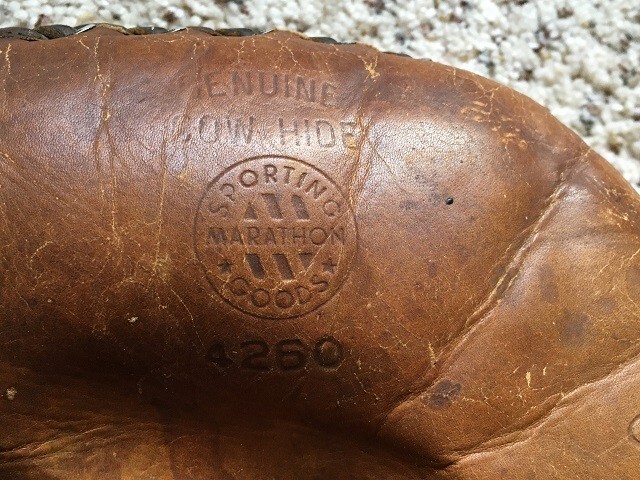 GENUINE
COW HIDE
SPORTING
MARATHON
GOODS
4260